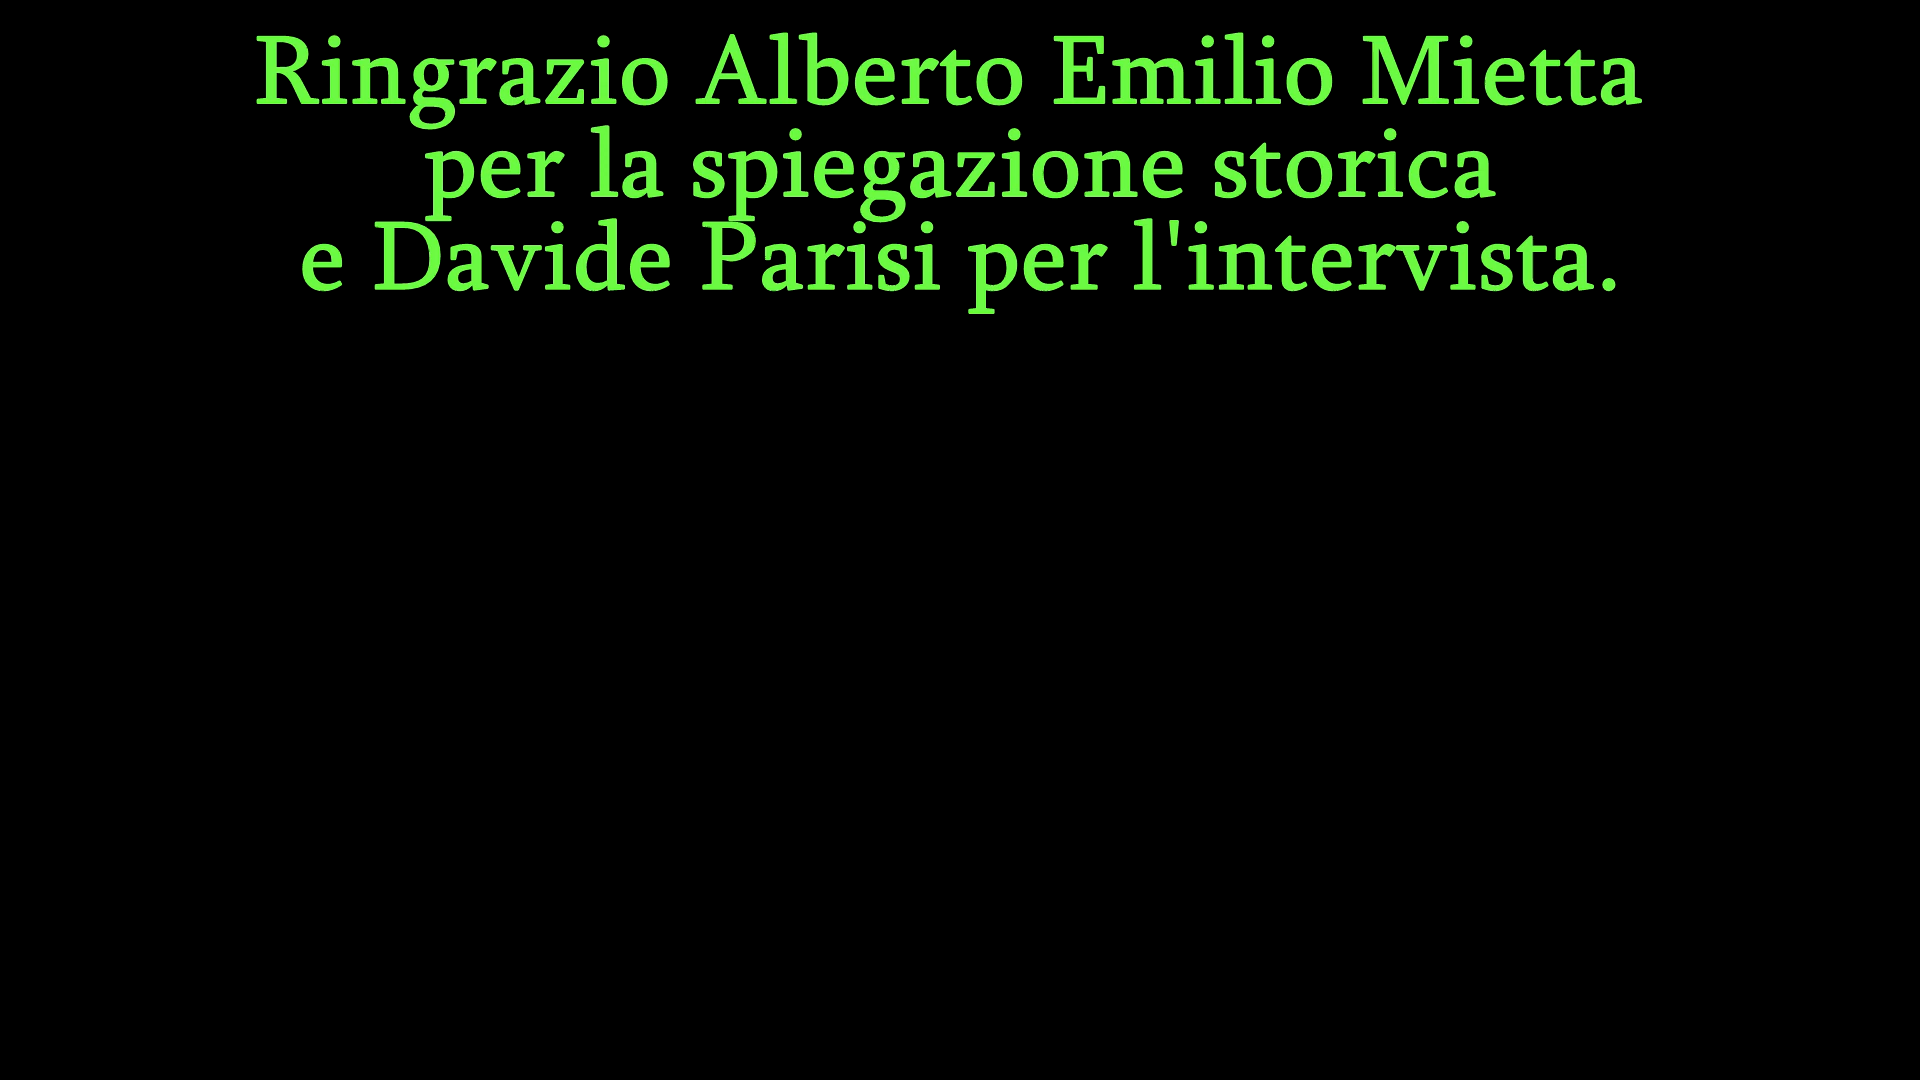 Ringrazio Alberto Emilio Mietta
per la spiegazione storica
e Davide Parisi per l'intervista.